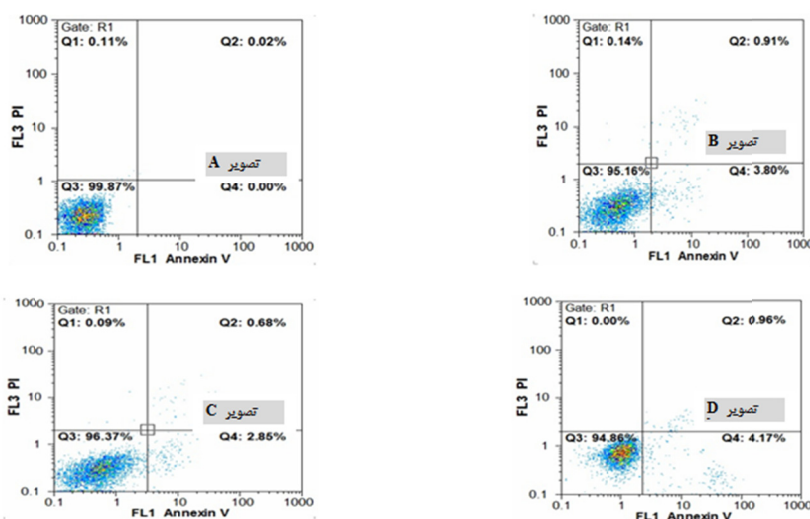 1000
Gate: R1
Q1: 0.11%
Q2: 0.02%
100
FL3 PI
10
تصویر A
1
Q3: 99.87%
Q4: 0.00%
0.1
0.1 1 10 100 1000
FL1 Annexin V
1000
Gate: R1
Q1: 0.14%
Q2: 0.91%
100
FL3 PI
10
تصویر B
Q3: 95.16%
Q4: 3.80%
1
0.1
0.1 1 10 100 1000
FL1 Annexin V
1000
Gate: R1
Q1: 0.09%
Q2: 0.68%
100
FL3 PI
10
تصویر C
Q3: 96.37%
Q4: 2.85%
1
0.1
0.1 1 10 100 1000
FL1 Annexin V
1000
Gate: R1
Q1: 0.00%
Q2: 0.96%
100
FL3 PI
10
تصویر D
Q3: 94.86%
Q4: 4.17%
1
0.1
0.1 1 10 100 1000
FL1 Annexin V